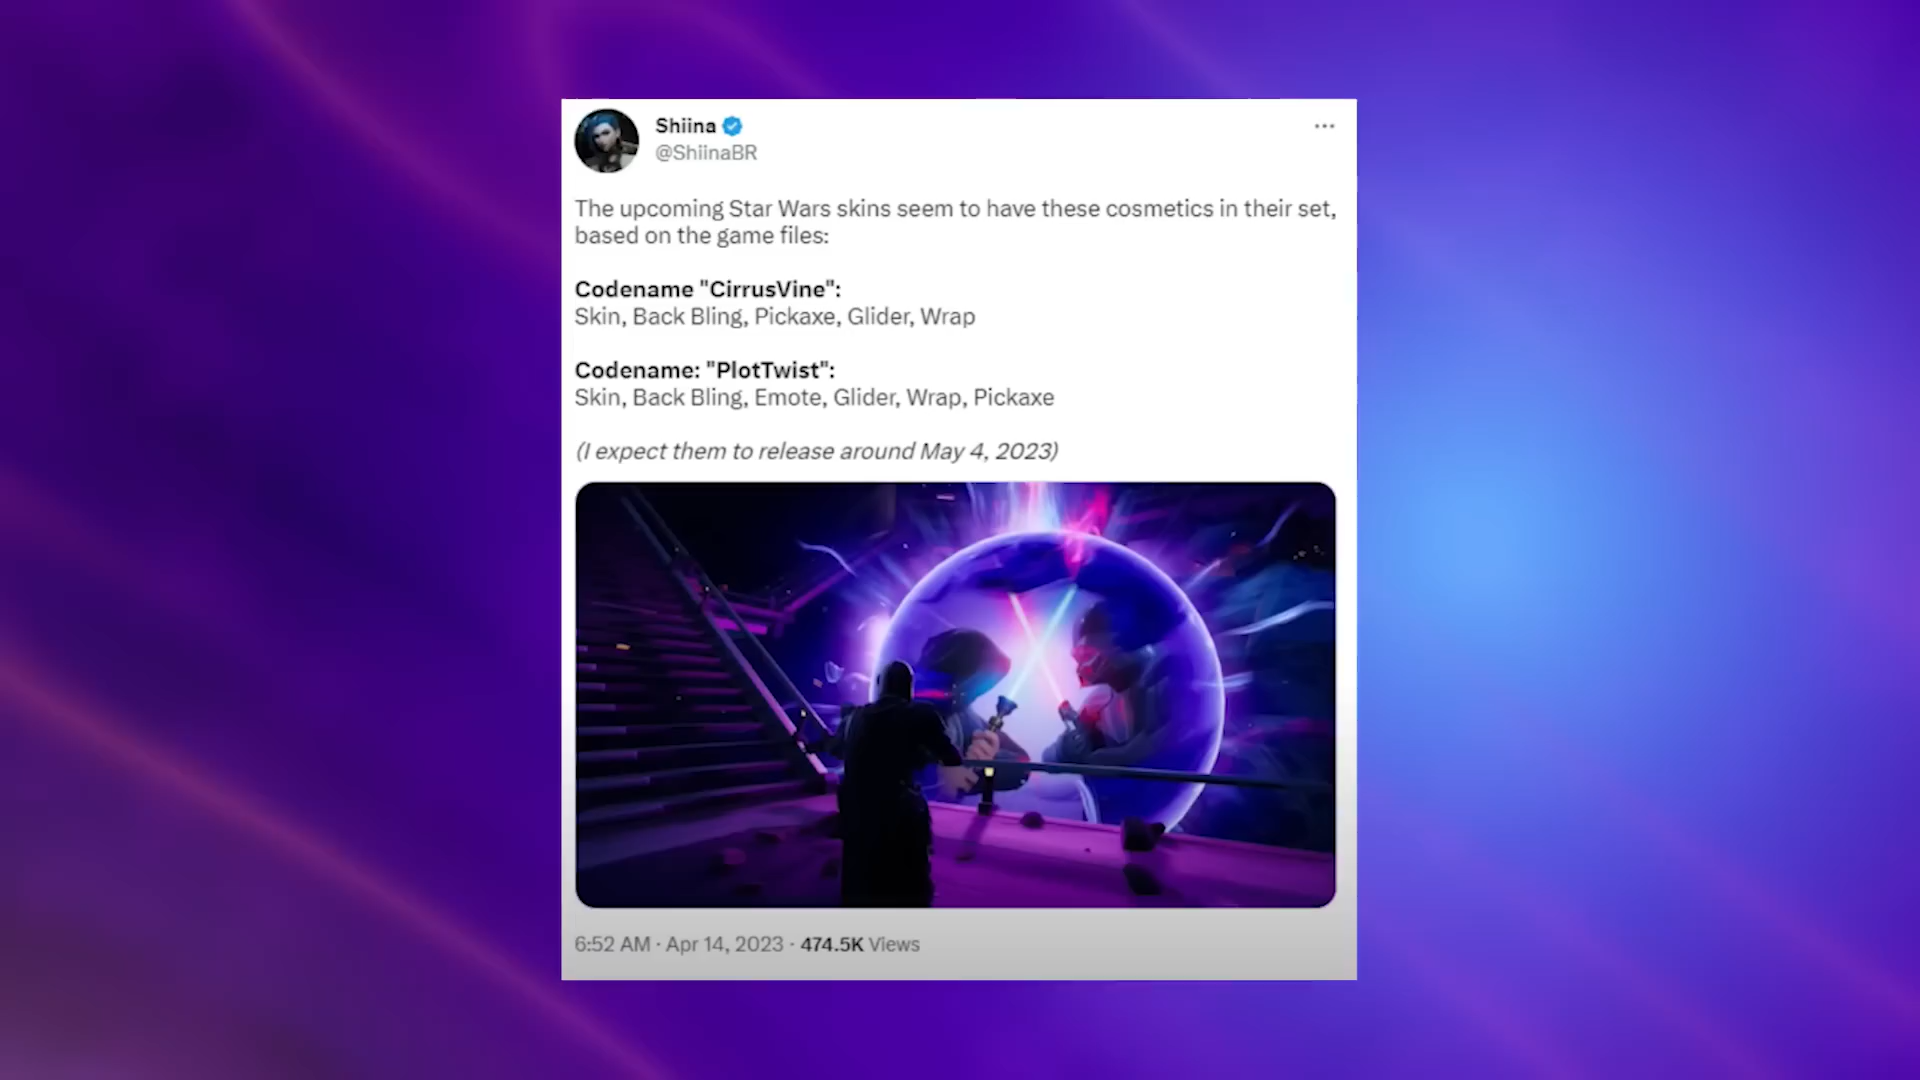 Shiina
@ShiinaBR
The upcoming Star Wars skins seem to have these cosmetics in their set,
based on the game files:
Codename "CirrusVine":
Skin, Back Bling, Pickaxe, Glider, Wrap
Codename: "PlotTwist":
Skin, Back Bling, Emote, Glider, Wrap, Pickaxe
(I expect them to release around May 4, 2023)
6:52 AM · Apr 14, 2023 · 474.5K Views